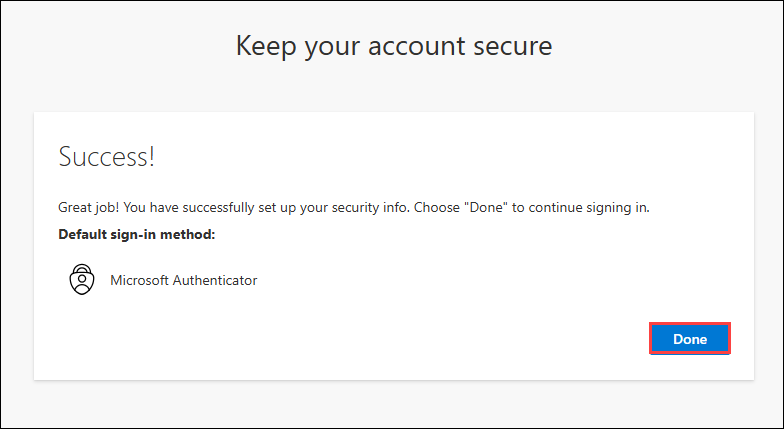 Keep your account secure
Success!
Great job! You have successfully set up your security info. Choose "Done" to continue signing in.
Default sign-in method:
Microsoft Authenticator
Done